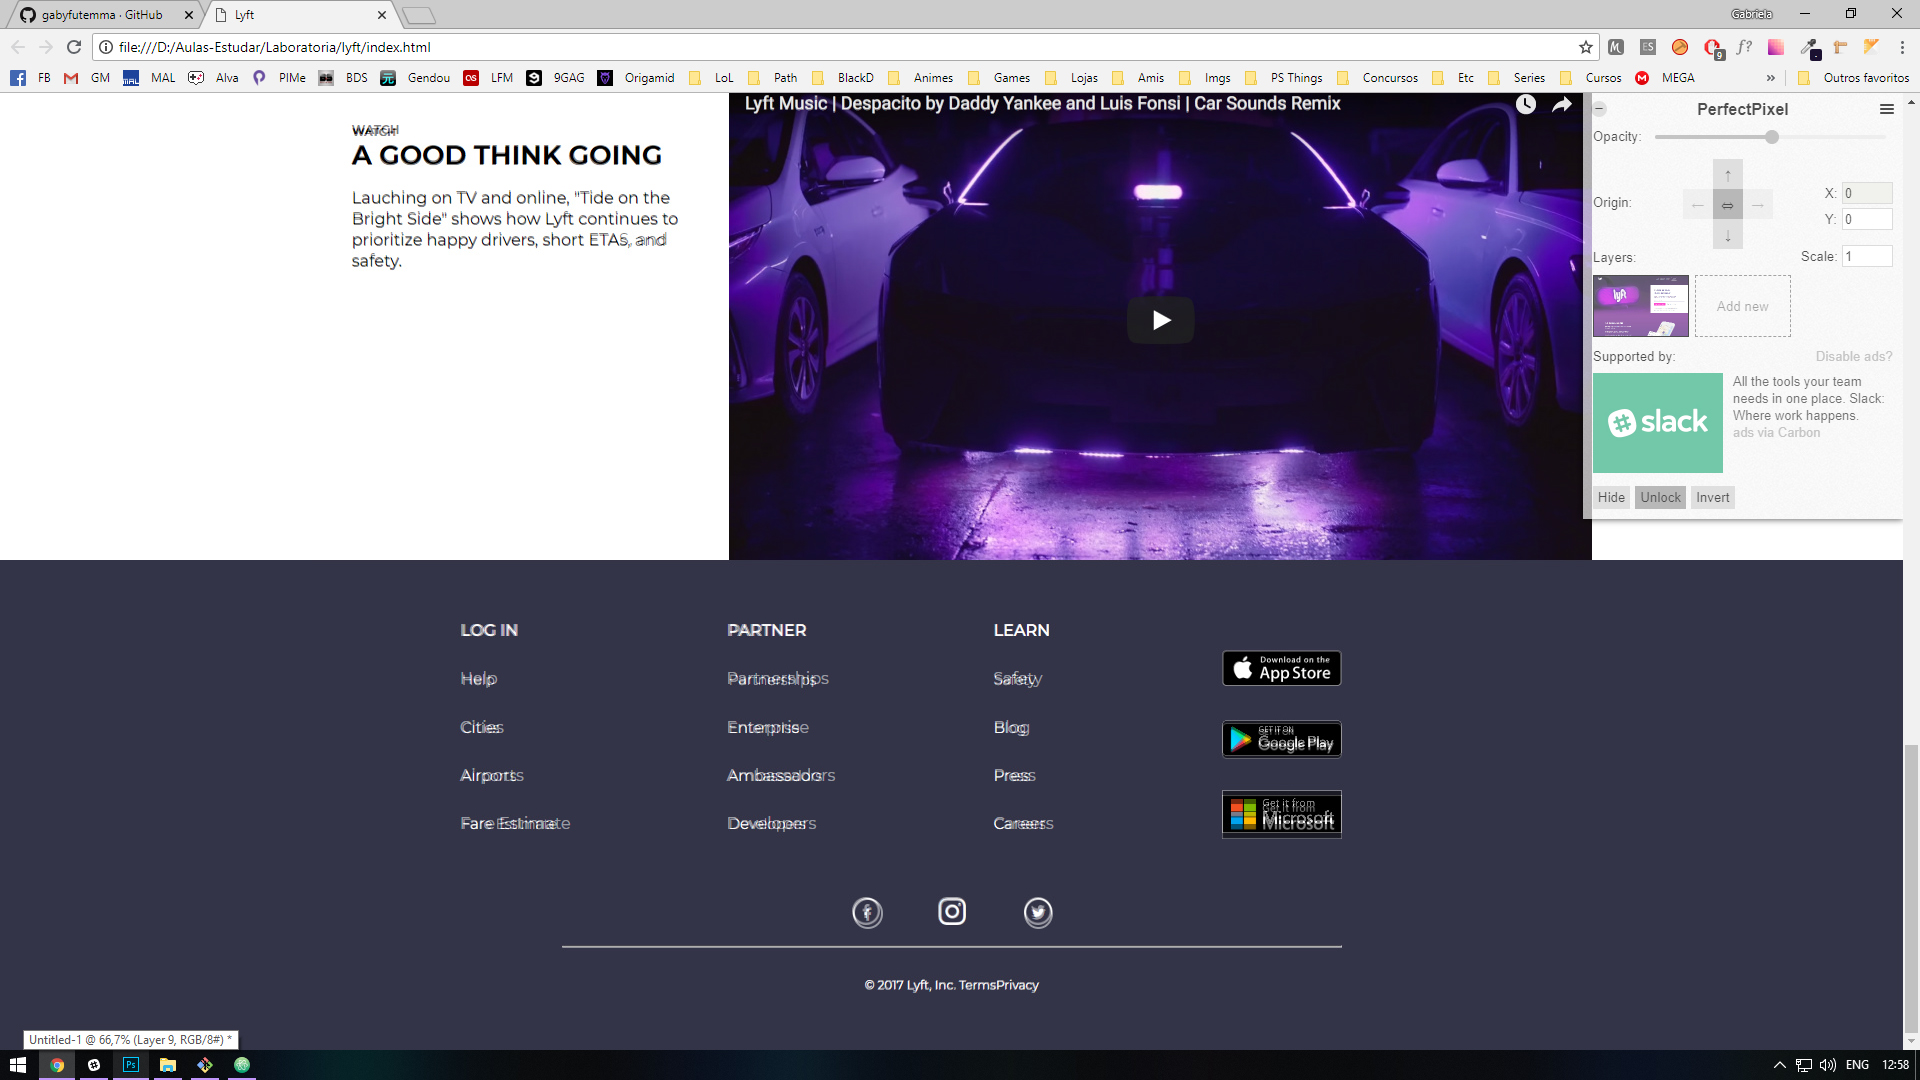 gabyfutemma · GitHub
Lyft
Gabriela
file:///D:/Aulas-Estudar/Laboratoria/lyft/index.html
FB
GM
MAL
Alva
PIMe
BDS
Gendou
LFM
9GAG
Origamid
LoL
Path
BlackD
Animes
Games
Lojas
Amis
Imgs
PS Things
Concursos
Etc
Series
Cursos
MEGA
»
Outros favoritos
Lyft Music | Despacito by Daddy Yankee and Luis Fonsi | Car Sounds Remix
WATCH
A GOOD THINK GOING
Lauching on TV and online, "Tide on the
Bright Side" shows how Lyft continues to
prioritize happy drivers, short ETAs, and
safety.
PerfectPixel
Opacity:
Origin:
X: 0
Y: 0
Layers:
Scale: 1
lyft
Add new
Supported by:
Disable ads?
slack
All the tools your team
needs in one place. Slack:
Where work happens.
ads via Carbon
Hide
Unlock
Invert
LOG IN
PARTNER
LEARN
Help
Partnerships
Safety
Cities
Enterprise
Blog
Airports
Ambassadors
Press
Fare Estimate
Developers
Careers
Download on the
App Store
GET IT ON
Google Play
Get it from
Microsoft
© 2017 Lyft, Inc. TermsPrivacy
Untitled-1 @ 66,7% (Layer 9, RGB/8#) *
Ps
ENG
12:58